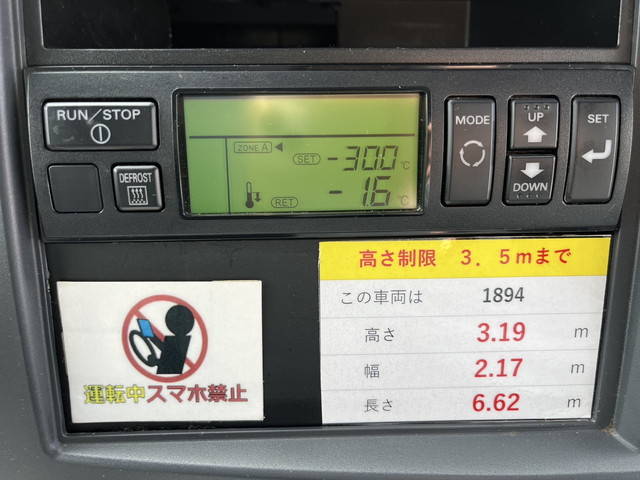 RUN/STOP
MODE
UP
SET
ZONE A
SET -30.0 ℃
DEFROST
RET -1.6 ℃
DOWN
高さ制限 3.5mまで
この車両は 1894
高さ 3.19 m
幅 2.17 m
長さ 6.62 m
運転中スマホ禁止